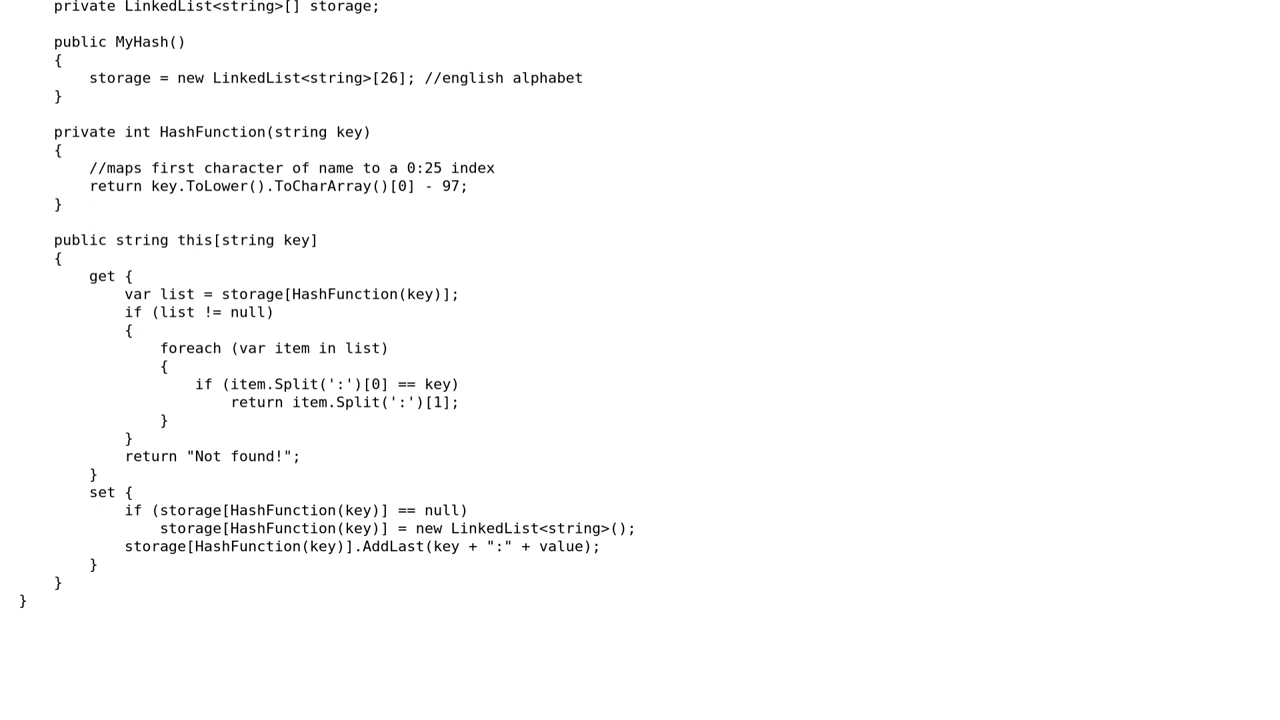 private LinkedList<string>[] storage;
public MyHash()
{
storage = new LinkedList<string>[26]; //english alphabet
}
private int HashFunction(string key)
{
//maps first character of name to a 0:25 index
return key.ToLower().ToCharArray()[0] - 97;
}
public string this[string key]
{
get {
var list = storage[HashFunction(key)];
if (list != null)
{
foreach (var item in list)
{
if (item.Split(':')[0] == key)
return item.Split(':')[1];
}
}
return "Not found!";
}
set {
if (storage[HashFunction(key)] == null)
storage[HashFunction(key)] = new LinkedList<string>();
storage[HashFunction(key)].AddLast(key + ":" + value);
}
}
}